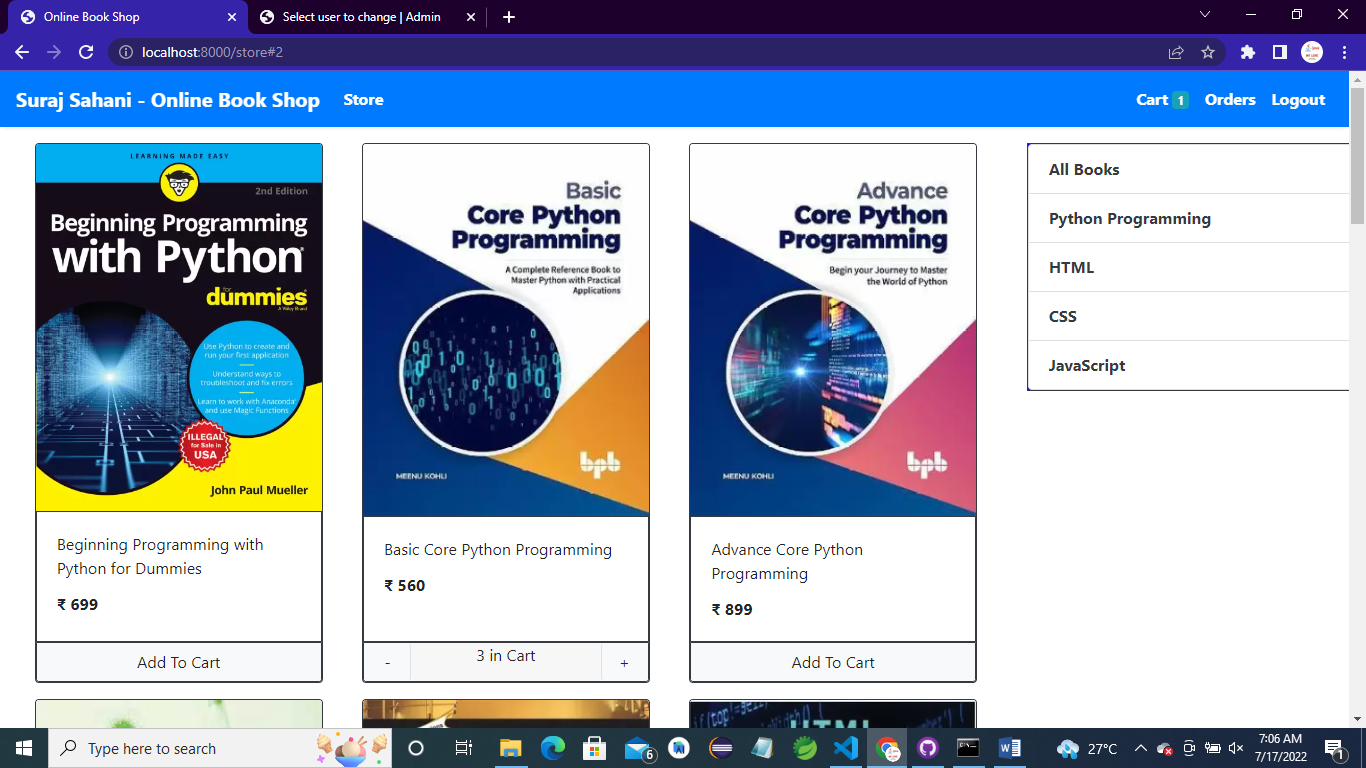 Online Book Shop
Select user to change | Admin
localhost:8000/store#2
Suraj Sahani - Online Book Shop
Store
Cart 1
Orders
Logout
LEARNING MADE EASY
2nd Edition
Beginning Programming
with Python®
for
dummies
A Wiley Brand
Use Python to create and
run your first application
Understand ways to
troubleshoot and fix errors
Learn to work with Anaconda
and use Magic Functions
ILLEGAL
for Sale in
USA
John Paul Mueller
Beginning Programming with
Python for Dummies
₹ 699
Add To Cart
Basic
Core Python
Programming
A Complete Reference Book to
Master Python with Practical
Applications
MEENU KOHLI
bpb
Basic Core Python Programming
₹ 560
-
3 in Cart
+
Advance
Core Python
Programming
Begin your Journey to Master
the World of Python
MEENU KOHLI
bpb
Advance Core Python
Programming
₹ 899
Add To Cart
All Books
Python Programming
HTML
CSS
JavaScript
HTML
Type here to search
6
27°C
7:06 AM
7/17/2022
1